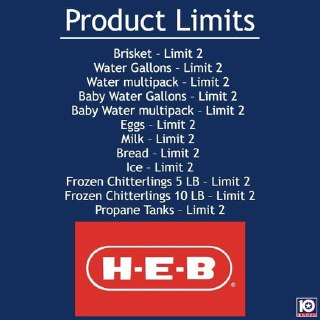 Product Limits
Brisket - Limit 2
Water Gallons - Limit 2
Water multipack - Limit 2
Baby Water Gallons - Limit 2
Baby Water multipack - Limit 2
Eggs - Limit 2
Milk - Limit 2
Bread - Limit 2
Ice - Limit 2
Frozen Chitterlings 5 LB - Limit 2
Frozen Chitterlings 10 LB - Limit 2
Propane Tanks - Limit 2
H-E-B ®
10